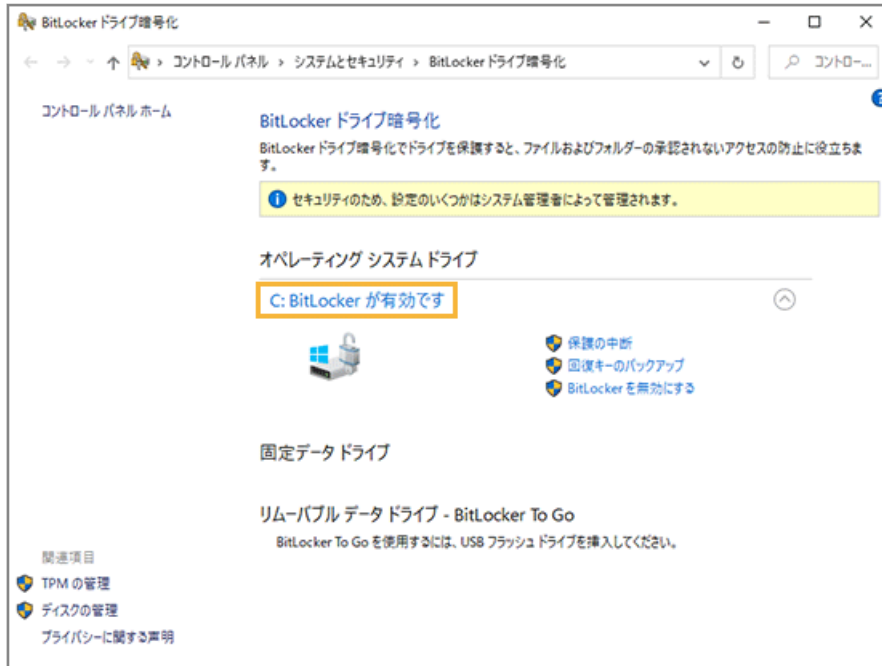 BitLocker ドライブ暗号化
コントロール パネル › システムとセキュリティ › BitLocker ドライブ暗号化
コントロ-...
コントロール パネル ホーム
BitLocker ドライブ暗号化
BitLocker ドライブ暗号化でドライブを保護すると、ファイルおよびフォルダーの承認されないアクセスの防止に役立ちま
す。
セキュリティのため、設定のいくつかはシステム管理者によって管理されます。
オペレーティング システム ドライブ
C: BitLocker が有効です
保護の中断
回復キーのバックアップ
BitLocker を無効にする
固定データ ドライブ
リムーバブル データ ドライブ - BitLocker To Go
BitLocker To Go を使用するには、USB フラッシュ ドライブを挿入してください。
関連項目
TPM の管理
ディスクの管理
プライバシーに関する声明